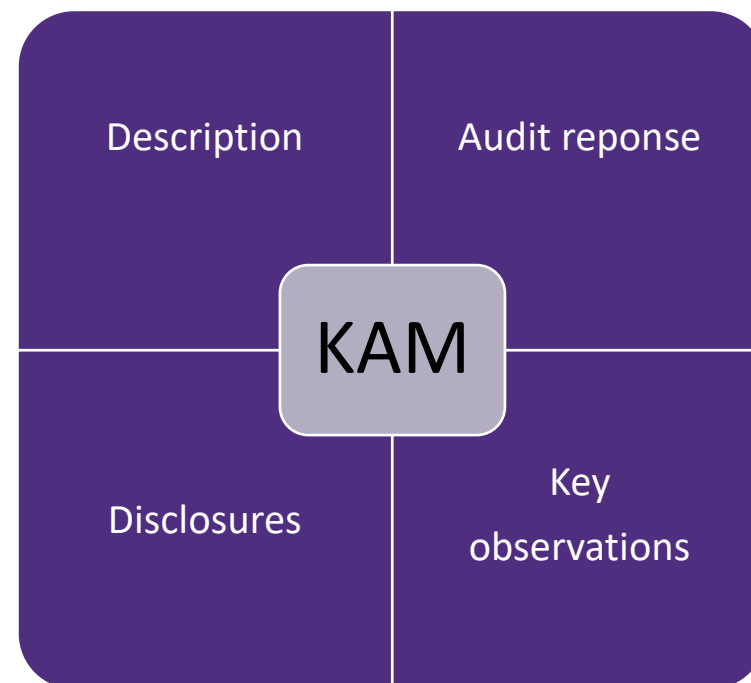 Description
Audit reponse
KAM
Disclosures
Key
observations